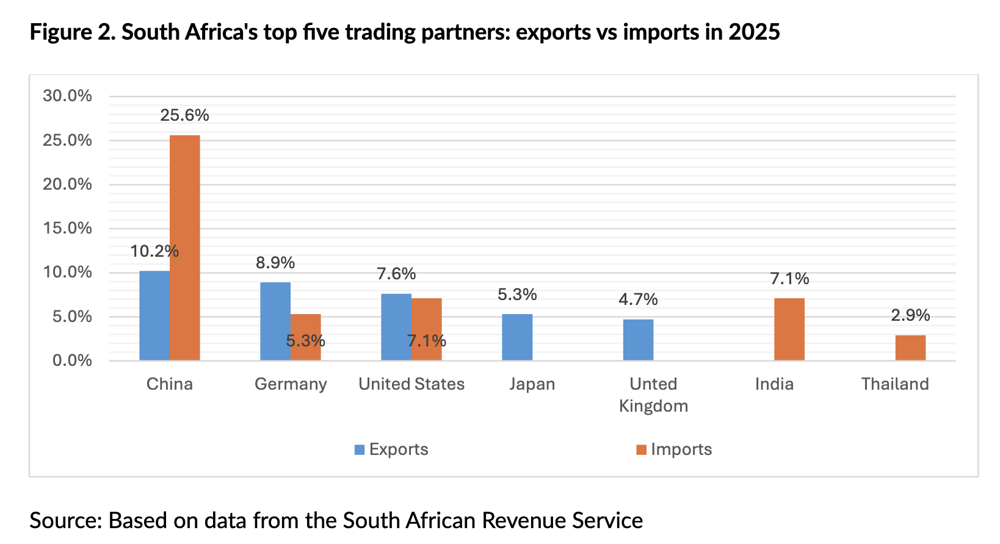 Figure 2. South Africa's top five trading partners: exports vs imports in 2025
30.0%
25.0%
20.0%
15.0%
10.0%
5.0%
0.0%
25.6%
10.2%
8.9%
5.3%
7.6%
7.1%
5.3%
4.7%
7.1%
2.9%
China
Germany
United States
Japan
Unted
Kingdom
India
Thailand
Exports
Imports
Source: Based on data from the South African Revenue Service